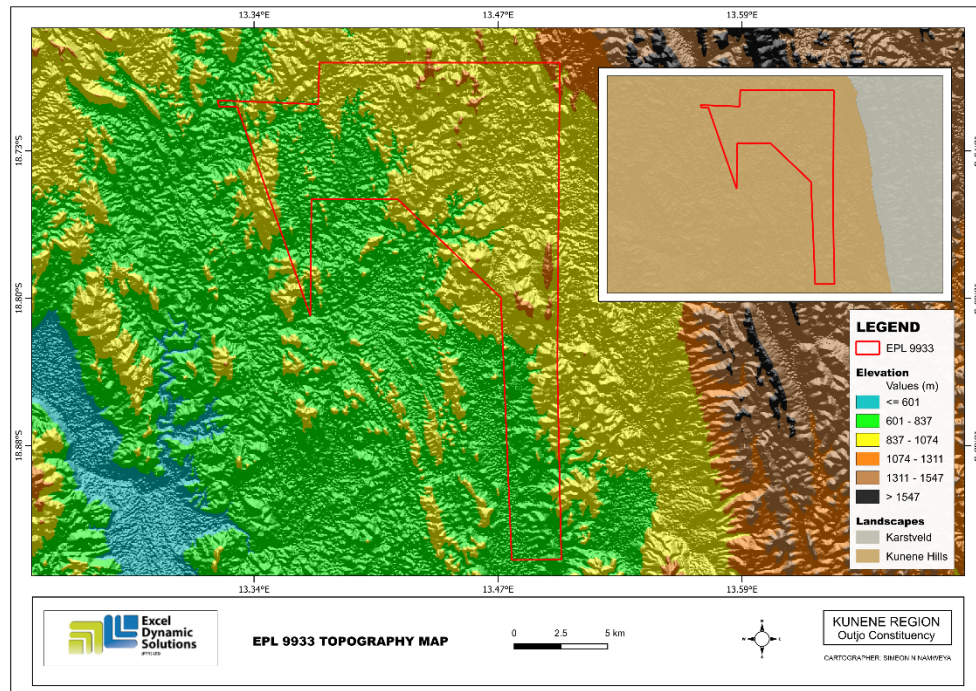 13.34°E
13.47°E
13.59°E
18.73°S
18.80°S
18.88°S
LEGEND
EPL 9933
Elevation
Values (m)
<= 601
601 - 837
837 - 1074
1074 - 1311
1311 - 1547
> 1547
Landscapes
Karstveld
Kunene Hills
13.34°E
13.47°E
13.59°E
Excel
Dynamic
Solutions
(PTY) LTD
EPL 9933 TOPOGRAPHY MAP
0 2.5 5 km
N
W E
S
KUNENE REGION
Outjo Constituency
CARTOGRAPHER: SIMEON N NAMWEYA